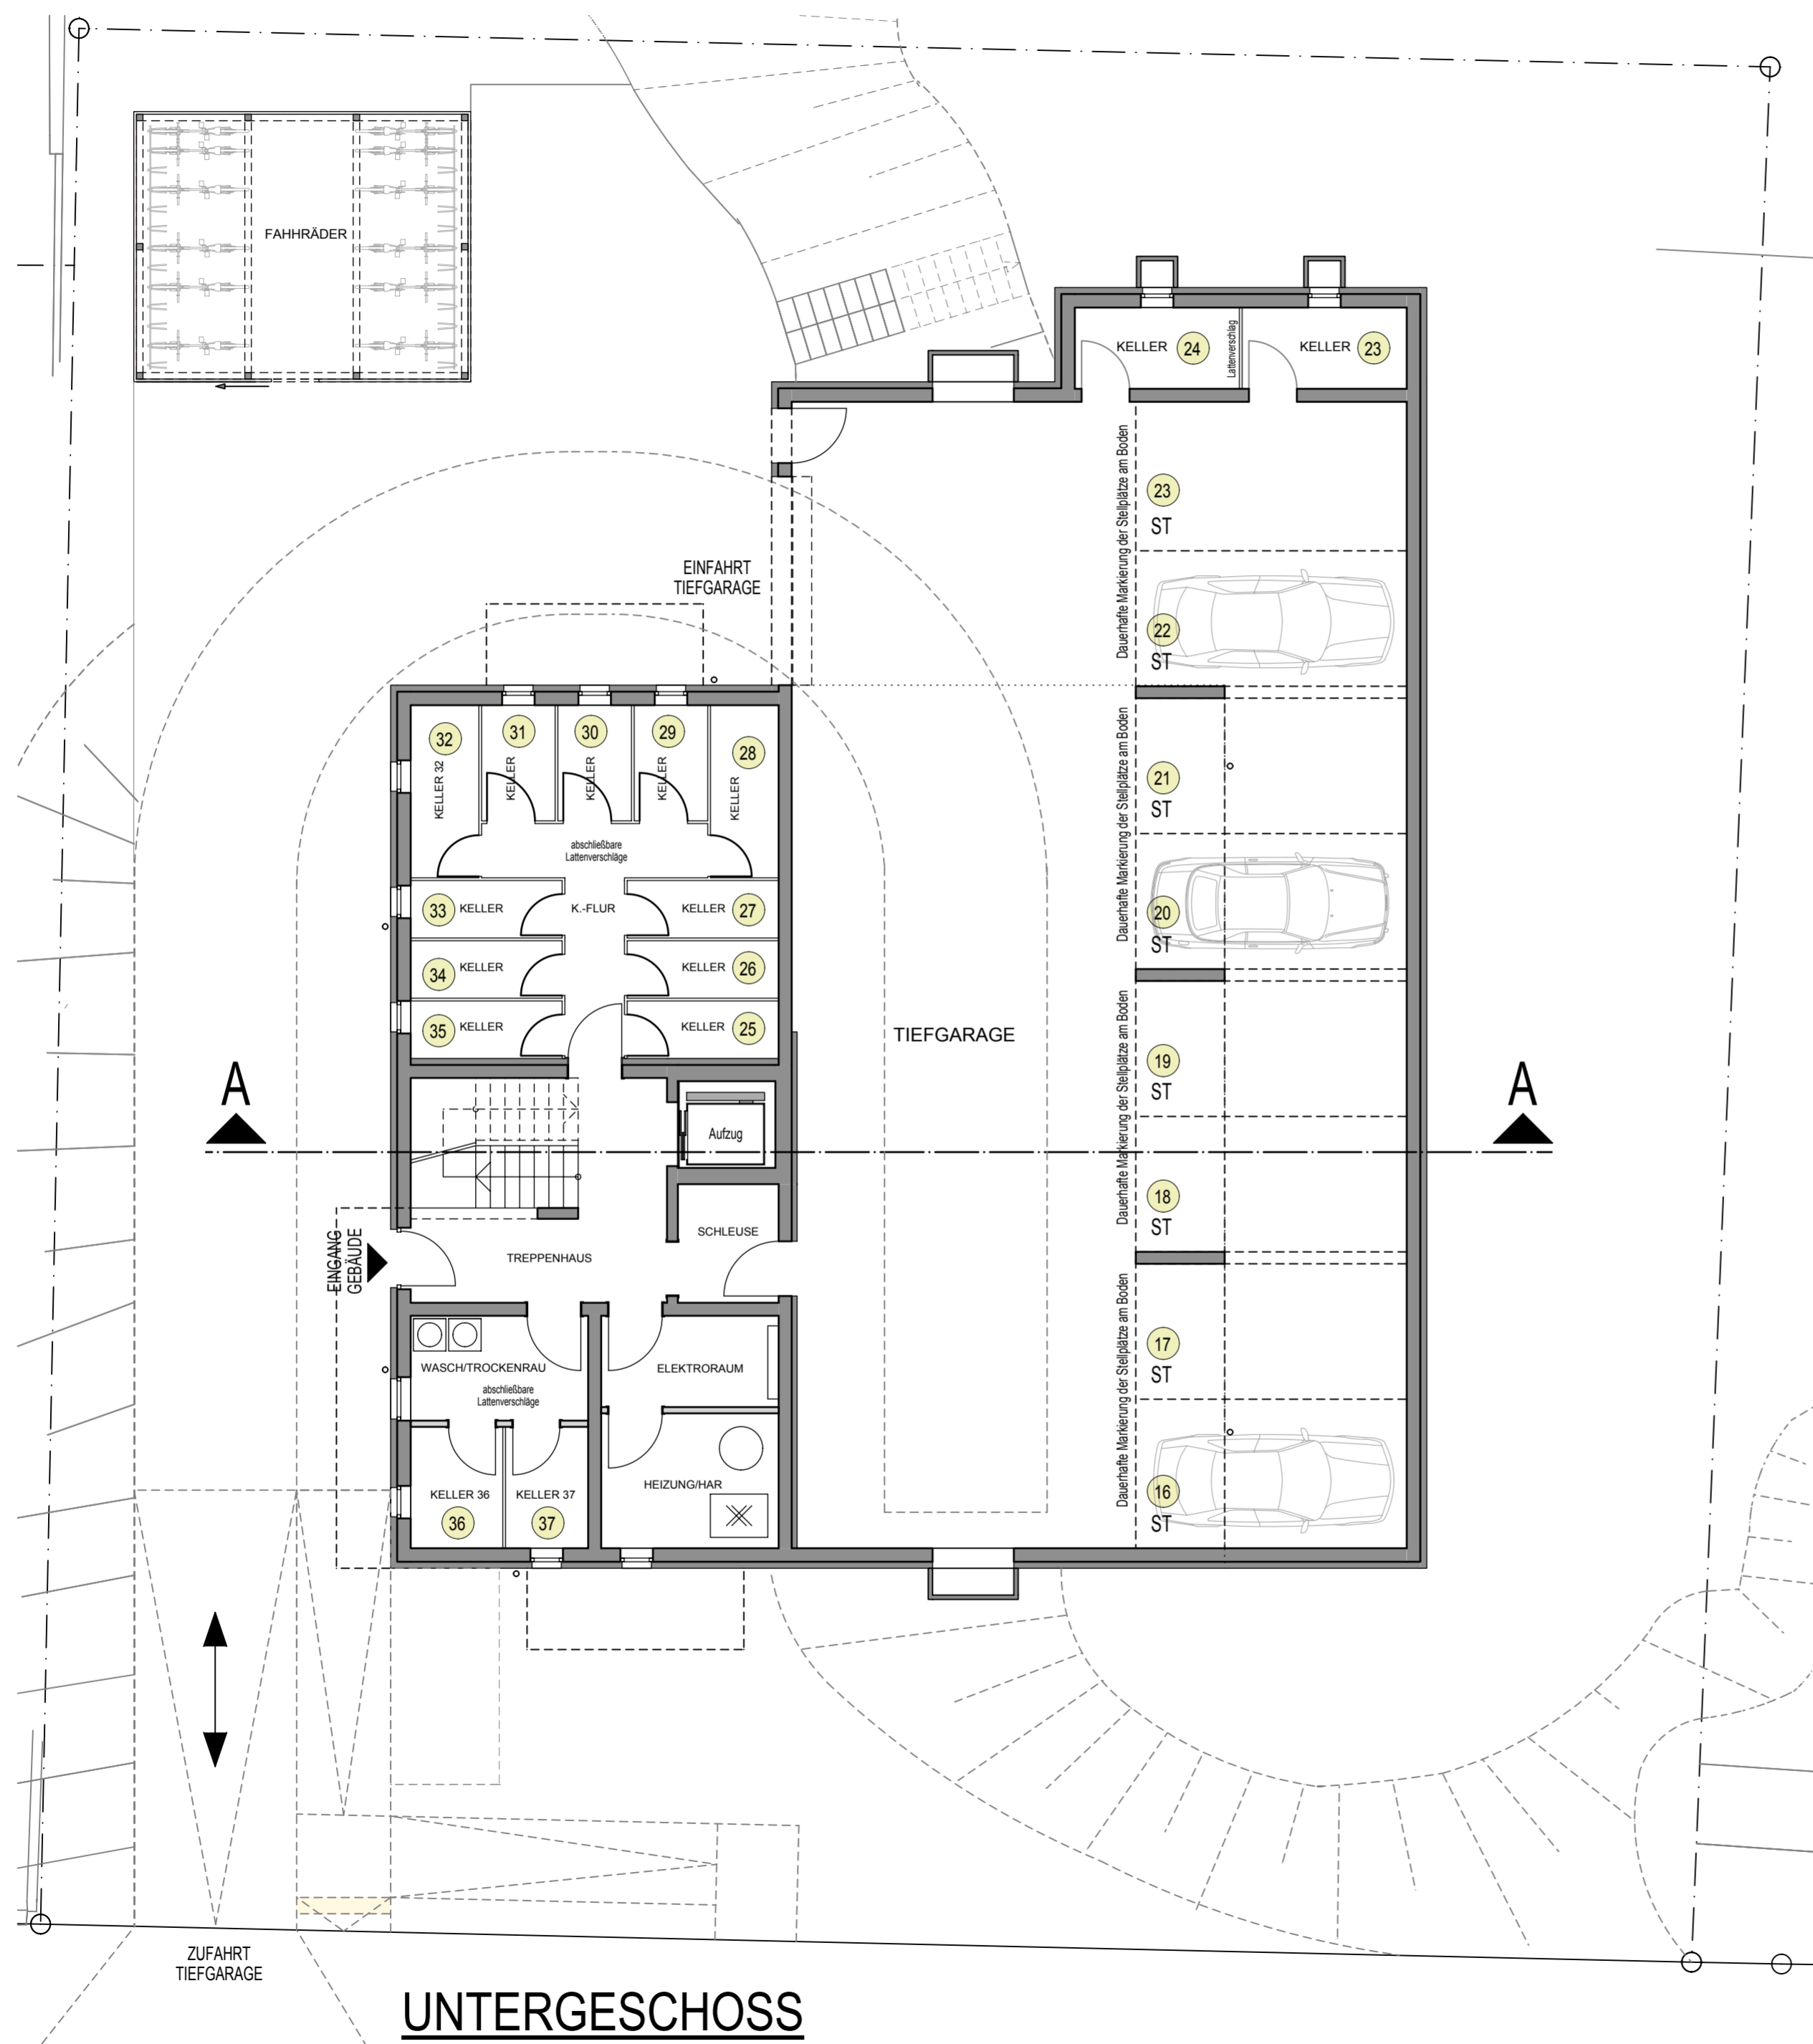 FAHHRÄDER
KELLER 24
Lattenverschlag
KELLER 23
Dauerhafte Markierung der Stellplätze am Boden
23
ST
EINFAHRT
TIEFGARAGE
22
ST
32
KELLER 32
31
KELLER
30
KELLER
29
KELLER
28
KELLER
Dauerhafte Markierung der Stellplätze am Boden
21
ST
abschließbare
Lattenverschläge
33 KELLER
K.-FLUR
KELLER 27
20
ST
34 KELLER
KELLER 26
35 KELLER
KELLER 25
TIEFGARAGE
Dauerhafte Markierung der Stellplätze am Boden
19
ST
A
A
Aufzug
18
ST
SCHLEUSE
EINGANG
GEBÄUDE
TREPPENHAUS
Dauerhafte Markierung der Stellplätze am Boden
17
ST
WASCH/TROCKENRAU
abschließbare
Lattenverschläge
ELEKTRORAUM
KELLER 36
36
KELLER 37
37
HEIZUNG/HAR
16
ST
ZUFAHRT
TIEFGARAGE
UNTERGESCHOSS